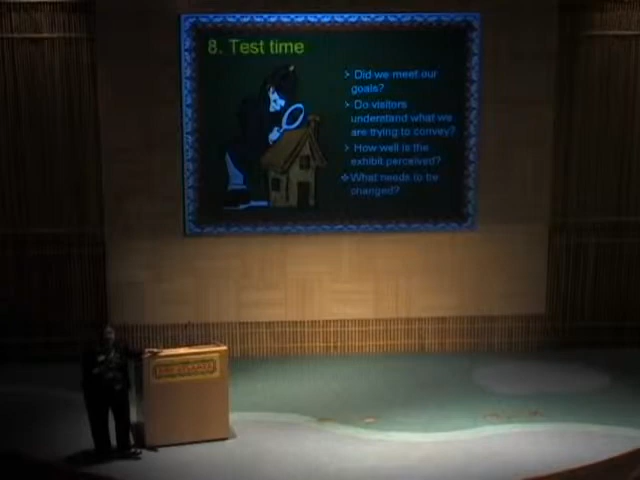 8. Test time
Did we meet our
goals?
Do visitors
understand what we
are trying to convey?
How well is the
exhibit perceived?
What needs to be
changed?